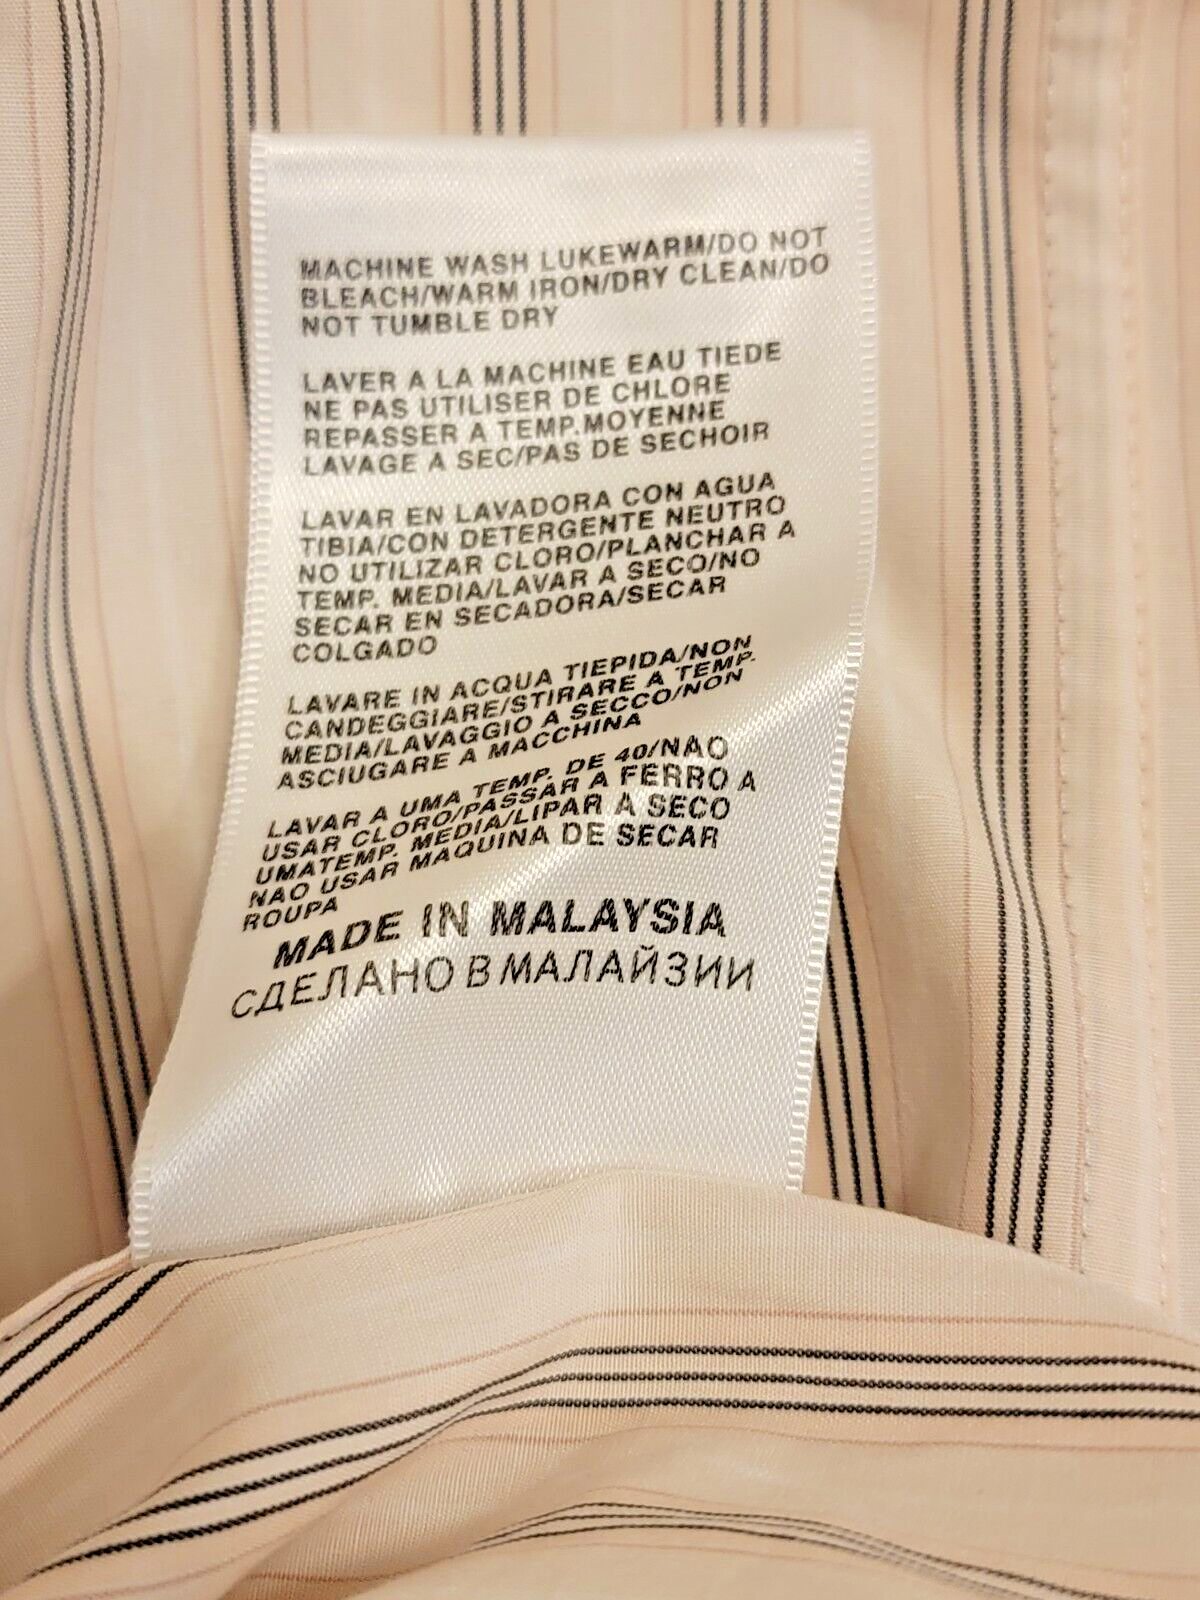 MACHINE WASH LUKEWARM/DO NOT
BLEACH/WARM IRON/DRY CLEAN/DO
NOT TUMBLE DRY
LAVER A LA MACHINE EAU TIEDE
NE PAS UTILISER DE CHLORE
REPASSER A TEMP.MOYENNE
LAVAGE A SEC/PAS DE SECHOIR
LAVAR EN LAVADORA CON AGUA
TIBIA/CON DETERGENTE NEUTRO
NO UTILIZAR CLORO/PLANCHAR A
TEMP. MEDIA/LAVAR A SECO/NO
SECAR EN SECADORA/SECAR
COLGADO
LAVARE IN ACQUA TIEPIDA/NON
CANDEGGIARE/STIRARE A TEMP.
MEDIA/LAVAGGIO A SECCO/NON
ASCIUGARE A MACCHINA
LAVAR A UMA TEMP. DE 40/NAO
USAR CLORO/PASSAR A FERRO A
UMATEMP. MEDIA/LIPAR A SECO
NAO USAR MAQUINA DE SECAR
ROUPA
MADE IN MALAYSIA
СДЕЛАНО В МАЛАЙЗИИ